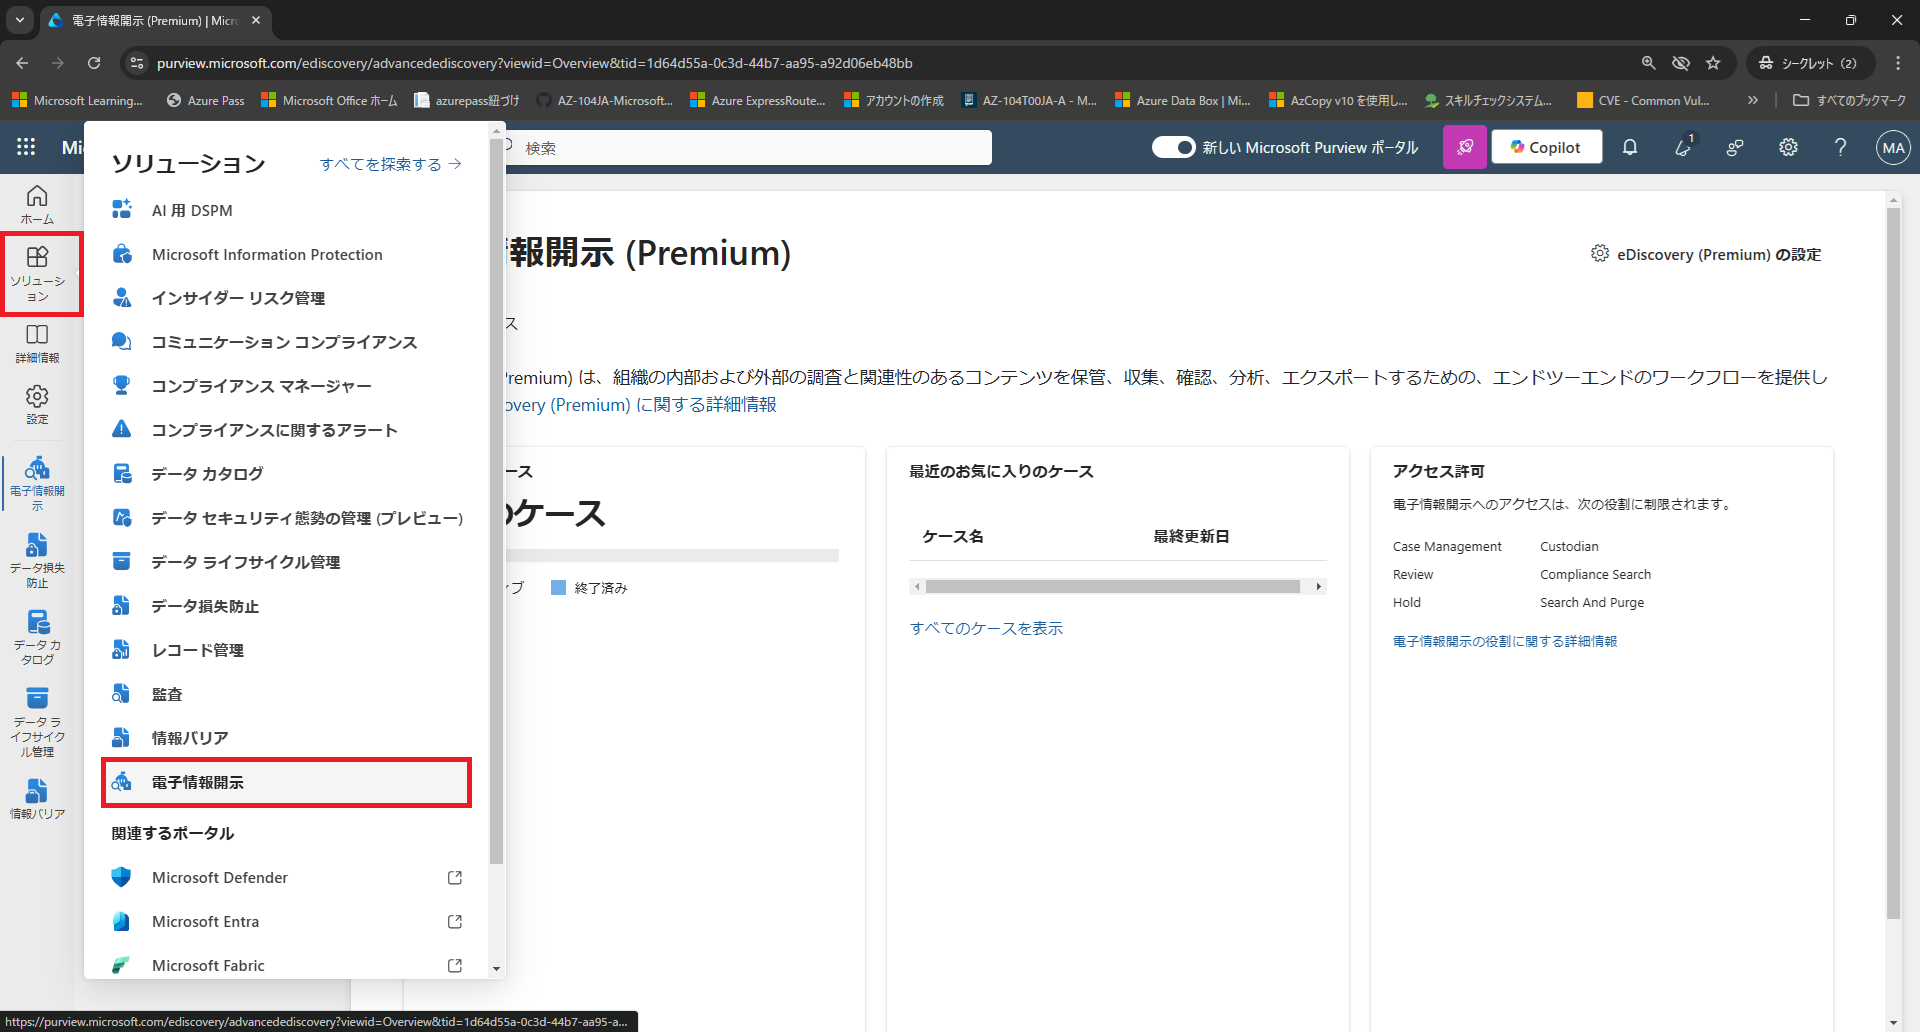 電子情報開示 (Premium) | Micro
purview.microsoft.com/ediscovery/advancedediscovery?viewid=Overview&tid=1d64d55a-0c3d-44b7-aa95-a92d06eb48bb
シークレット (2)
Microsoft Learning...
Azure Pass
Microsoft Office ホーム
azurepass紐づけ
AZ-104JA-Microsoft...
Azure ExpressRoute...
アカウントの作成
AZ-104T00JA-A - M...
Azure Data Box | Mi...
AzCopy v10 を使用し...
スキルチェックシステム...
CVE - Common Vul...
すべてのブックマーク
Mi
検索
新しい Microsoft Purview ポータル
Copilot
1
MA
ホーム
ソリューシ
ョン
詳細情報
設定
電子情報開
示
データ損失
防止
データ カ
タログ
データ ラ
イフサイク
ル管理
情報バリア
ソリューション
すべてを探索する
AI 用 DSPM
Microsoft Information Protection
インサイダー リスク管理
コミュニケーション コンプライアンス
コンプライアンス マネージャー
コンプライアンスに関するアラート
データ カタログ
データ セキュリティ態勢の管理 (プレビュー)
データ ライフサイクル管理
データ損失防止
レコード管理
監査
情報バリア
電子情報開示
関連するポータル
Microsoft Defender
Microsoft Entra
Microsoft Fabric
報開示 (Premium)
eDiscovery (Premium) の設定
ス
Premium) は、組織の内部および外部の調査と関連性のあるコンテンツを保管、収集、確認、分析、エクスポートするための、エンドツーエンドのワークフローを提供し
overy (Premium) に関する詳細情報
ース
のケース
ィブ
終了済み
最近のお気に入りのケース
ケース名
最終更新日
すべてのケースを表示
アクセス許可
電子情報開示へのアクセスは、次の役割に制限されます。
Case Management
Custodian
Review
Compliance Search
Hold
Search And Purge
電子情報開示の役割に関する詳細情報
https://purview.microsoft.com/ediscovery/advancedediscovery?viewid=Overview&tid=1d64d55a-0c3d-44b7-aa95-a...